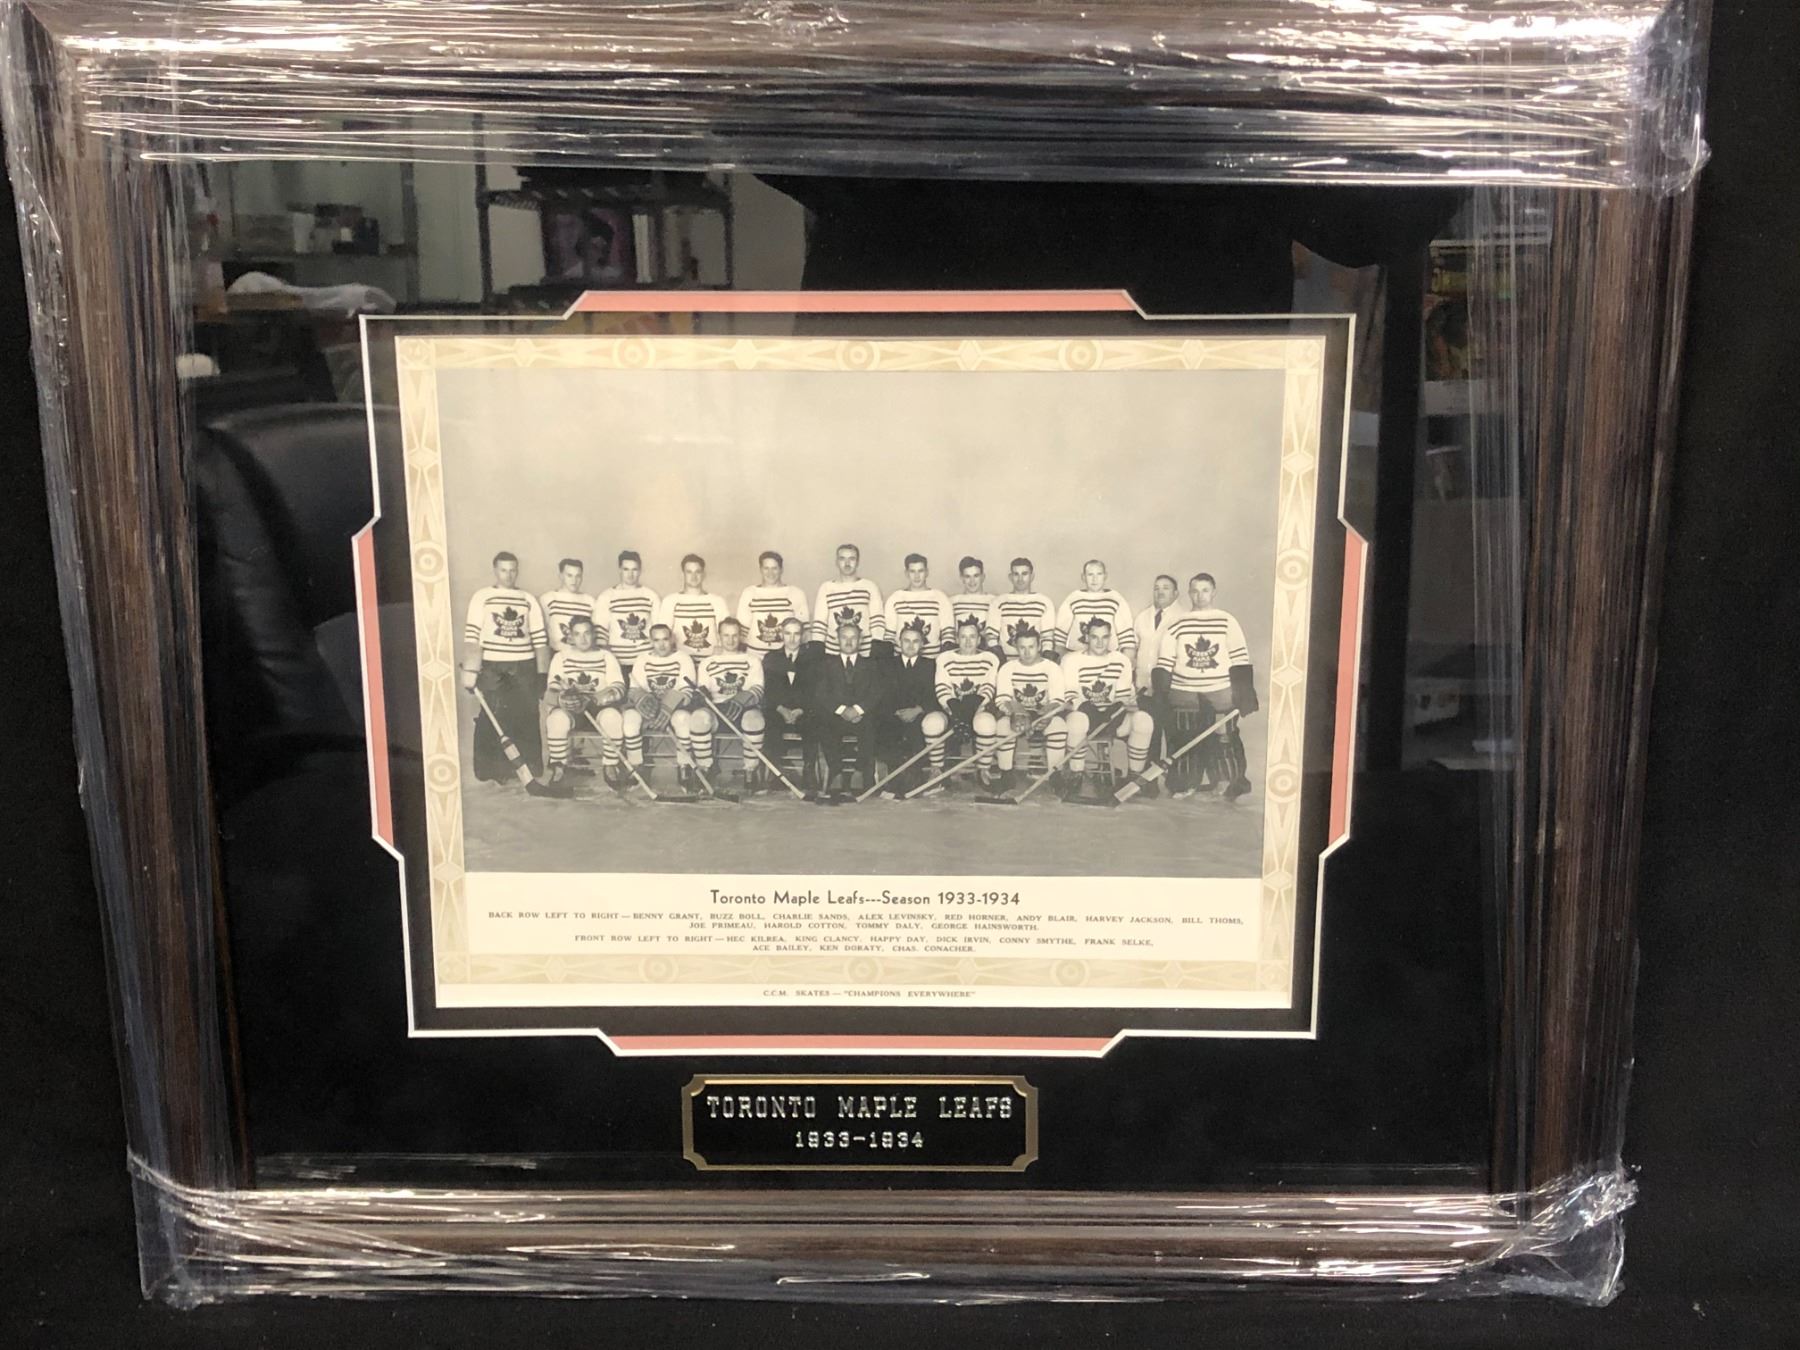 Toronto Maple Leafs---Season 1933-1934
BACK ROW LEFT TO RIGHT — BENNY GRANT, BUZZ BOLL, CHARLIE SANDS, ALEX LEVINSKY, RED HORNER, ANDY BLAIR, HARVEY JACKSON, BILL THOMS,
JOE PRIMEAU, HAROLD COTTON, TOMMY DALY, GEORGE HAINSWORTH.
FRONT ROW LEFT TO RIGHT — HEC KILREA, KING CLANCY, HAPPY DAY, DICK IRVIN, CONNY SMYTHE, FRANK SELKE,
ACE BAILEY, KEN DORATY, CHAS. CONACHER.
C.C.M. SKATES — "CHAMPIONS EVERYWHERE"
TORONTO MAPLE LEAFS
1933-1934